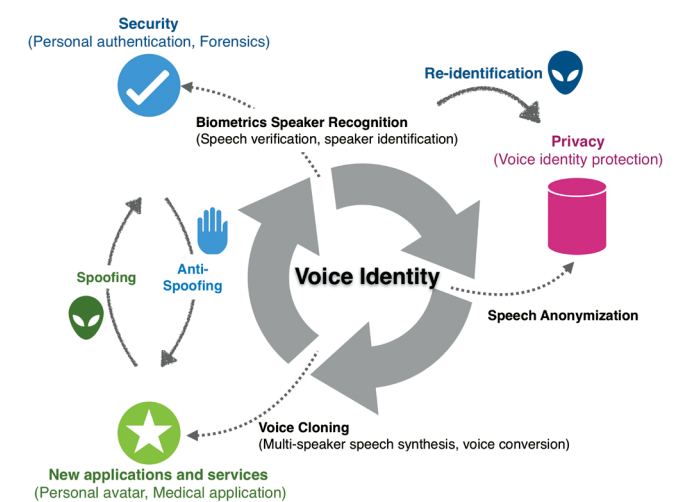 Security
(Personal authentication, Forensics)
Re-identification
Biometrics Speaker Recognition
(Speech verification, speaker identification)
Privacy
(Voice identity protection)
Spoofing
Anti-
Spoofing
Voice Identity
Speech Anonymization
Voice Cloning
(Multi-speaker speech synthesis, voice conversion)
New applications and services
(Personal avatar, Medical application)